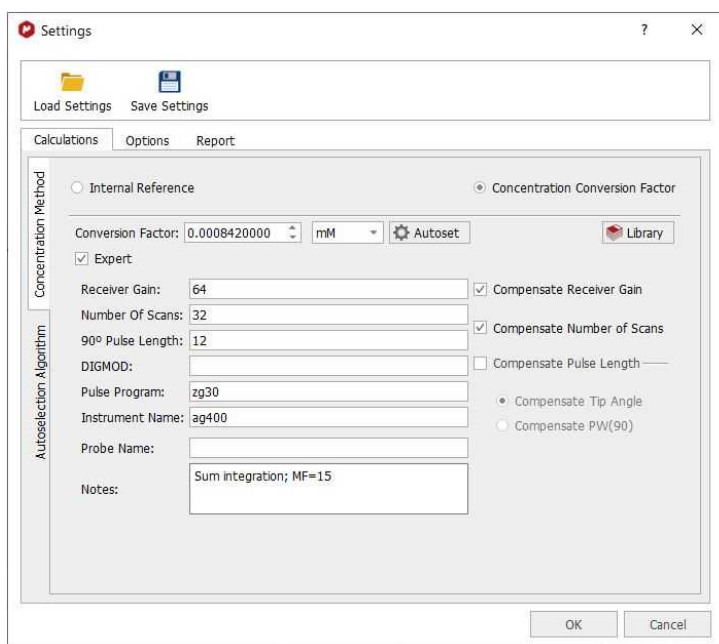 Settings
?
Load Settings Save Settings
Calculations Options Report
Concentration Method
Autoselection Algorithm
Internal Reference Concentration Conversion Factor
Conversion Factor: 0.0008420000 mM Autoset Library
Expert
Receiver Gain: 64 Compensate Receiver Gain
Number Of Scans: 32 Compensate Number of Scans
90º Pulse Length: 12
DIGMOD: Compensate Pulse Length
Pulse Program: zg30 Compensate Tip Angle
Instrument Name: ag400 Compensate PW(90)
Probe Name:
Notes: Sum integration; MF=15
OK Cancel